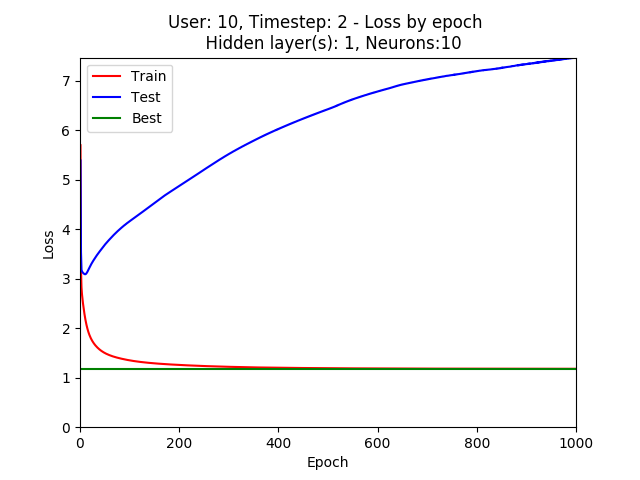 User: 10, Timestep: 2 - Loss by epoch
Hidden layer(s): 1, Neurons:10
Train
Test
Best
Loss
7
6
5
4
3
2
1
0
0 200 400 600 800 1000
Epoch